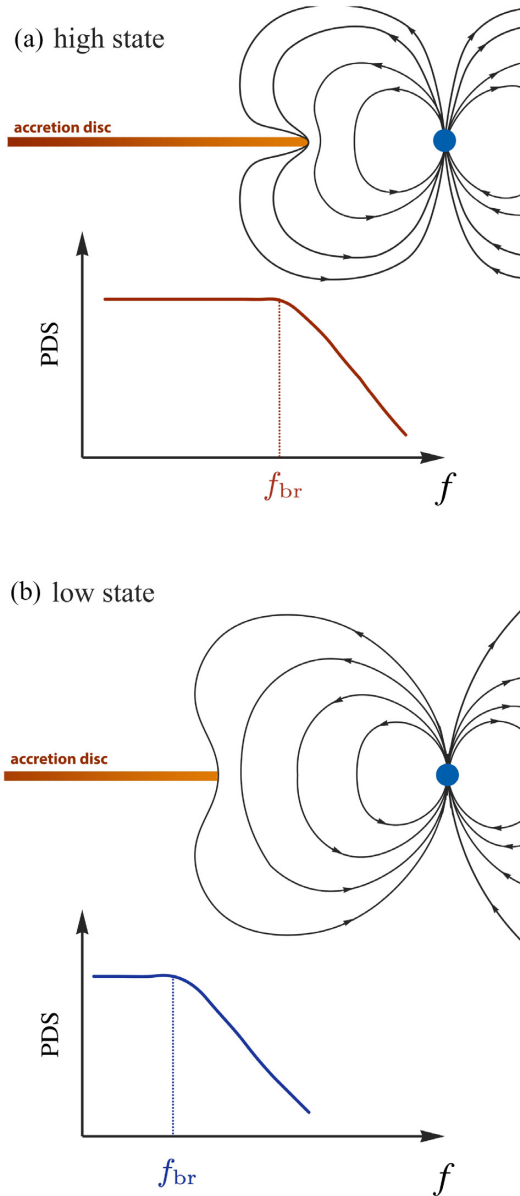 (a) high state
accretion disc
PDS
f_br
f
(b) low state
accretion disc
PDS
f_br
f